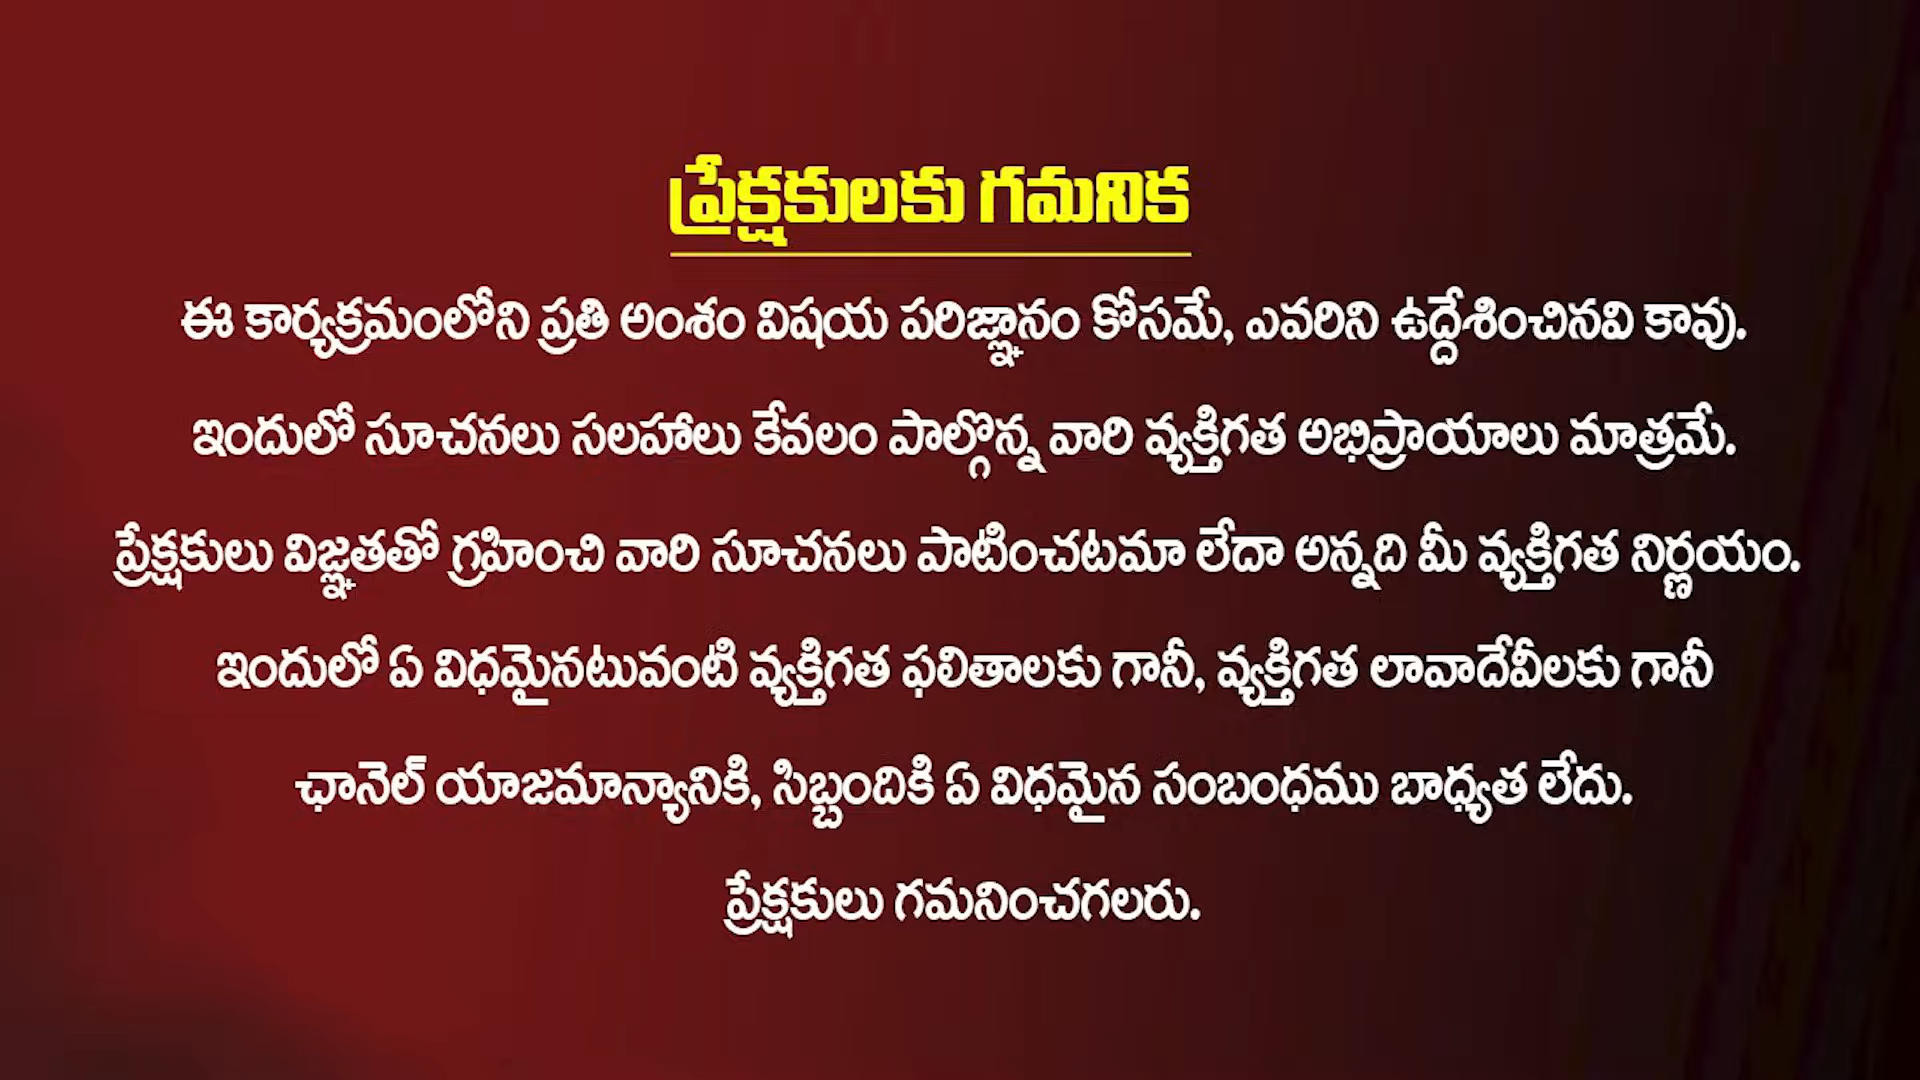 ప్రేక్షకులకు గమనిక
ఈ కార్యక్రమంలోని ప్రతి అంశం విషయ పరిజ్ఞానం కోసమే, ఎవరిని ఉద్దేశించినవి కావు.
ఇందులో సూచనలు సలహాలు కేవలం పాల్గొన్న వారి వ్యక్తిగత అభిప్రాయాలు మాత్రమే.
ప్రేక్షకులు విజ్ఞతతో గ్రహించి వారి సూచనలు పాటించటమా లేదా అన్నది మీ వ్యక్తిగత నిర్ణయం.
ఇందులో ఏ విధమైనటువంటి వ్యక్తిగత ఫలితాలకు గానీ, వ్యక్తిగత లావాదేవీలకు గానీ
ఛానెల్ యాజమాన్యానికి, సిబ్బందికి ఏ విధమైన సంబంధము బాధ్యత లేదు.
ప్రేక్షకులు గమనించగలరు.